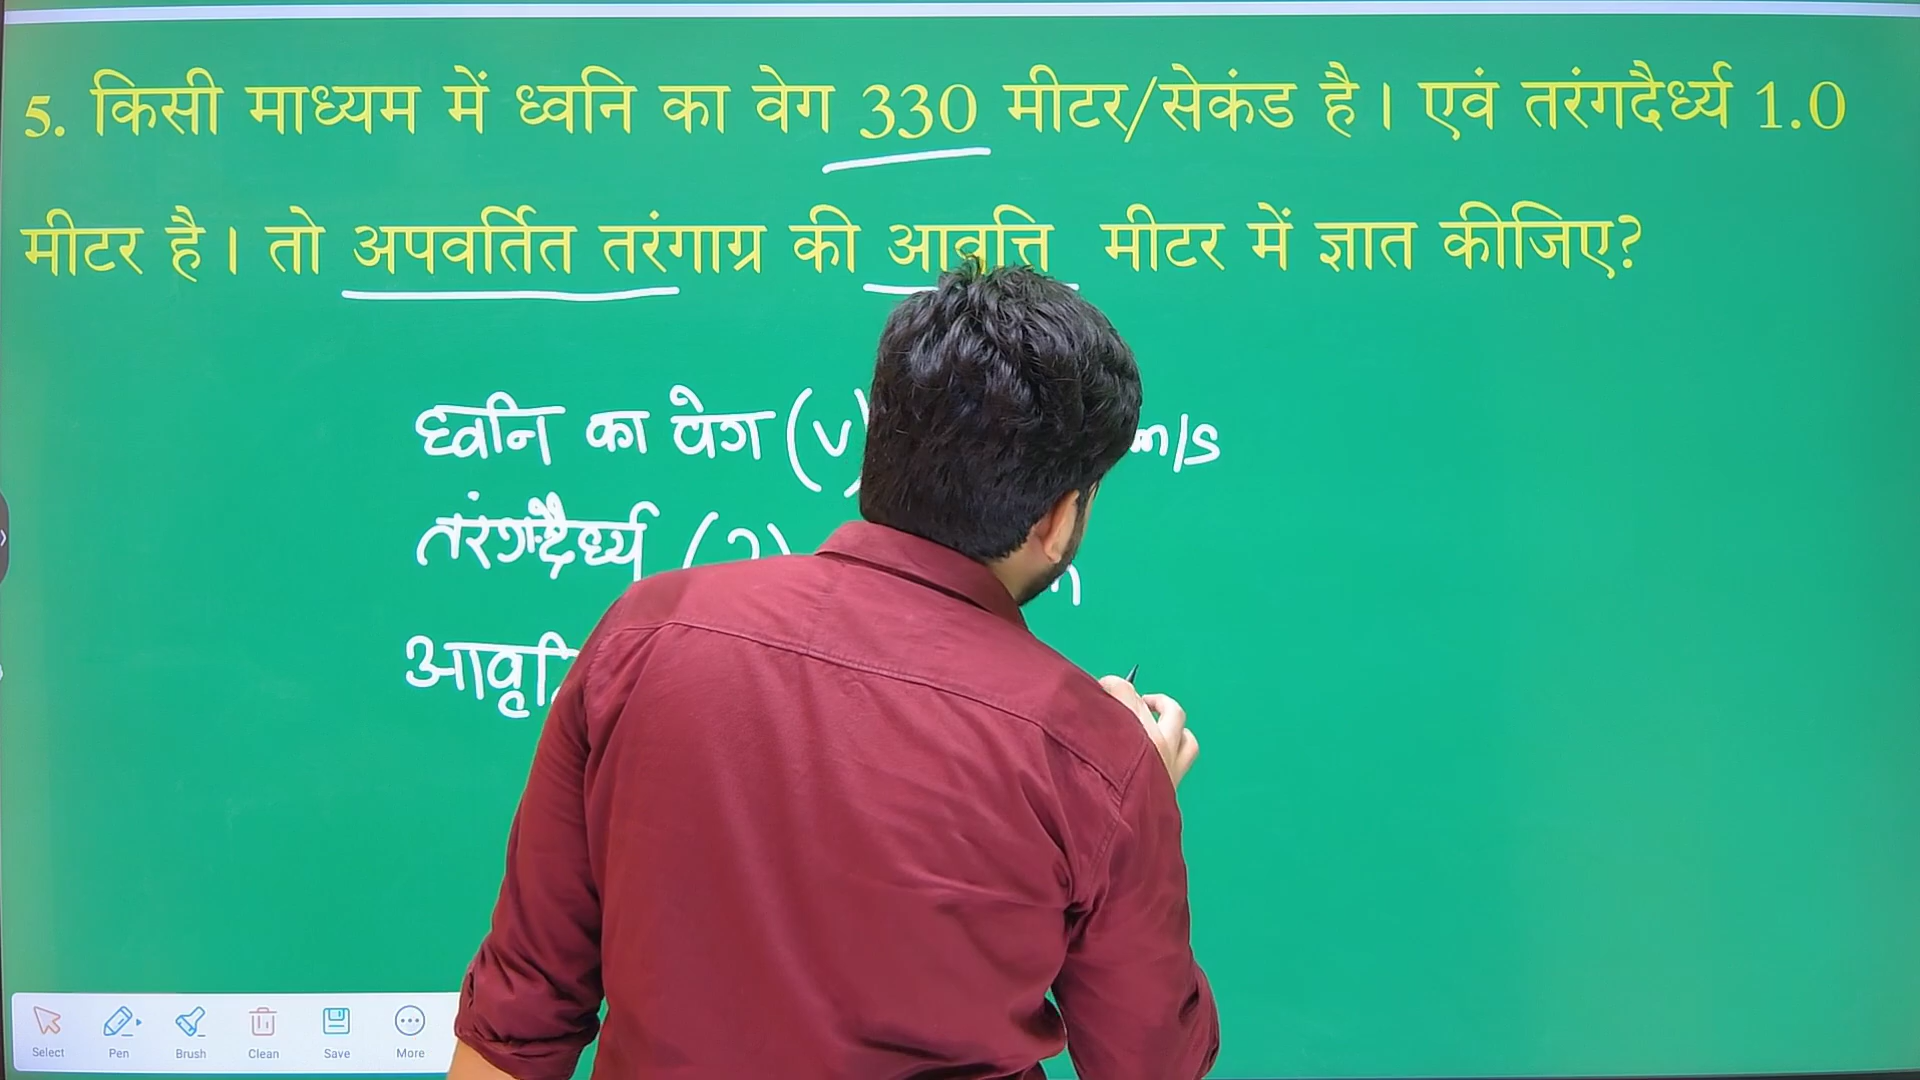 5. किसी माध्यम में ध्वनि का वेग 330 मीटर/सेकंड है। एवं तरंगदैर्ध्य 1.0
मीटर है। तो अपवर्तित तरंगाग्र की आवृत्ति मीटर में ज्ञात कीजिए?
ध्वनि का वेग (v) m/s
तरंगदैर्ध्य
Select Pen Brush Clean Save More